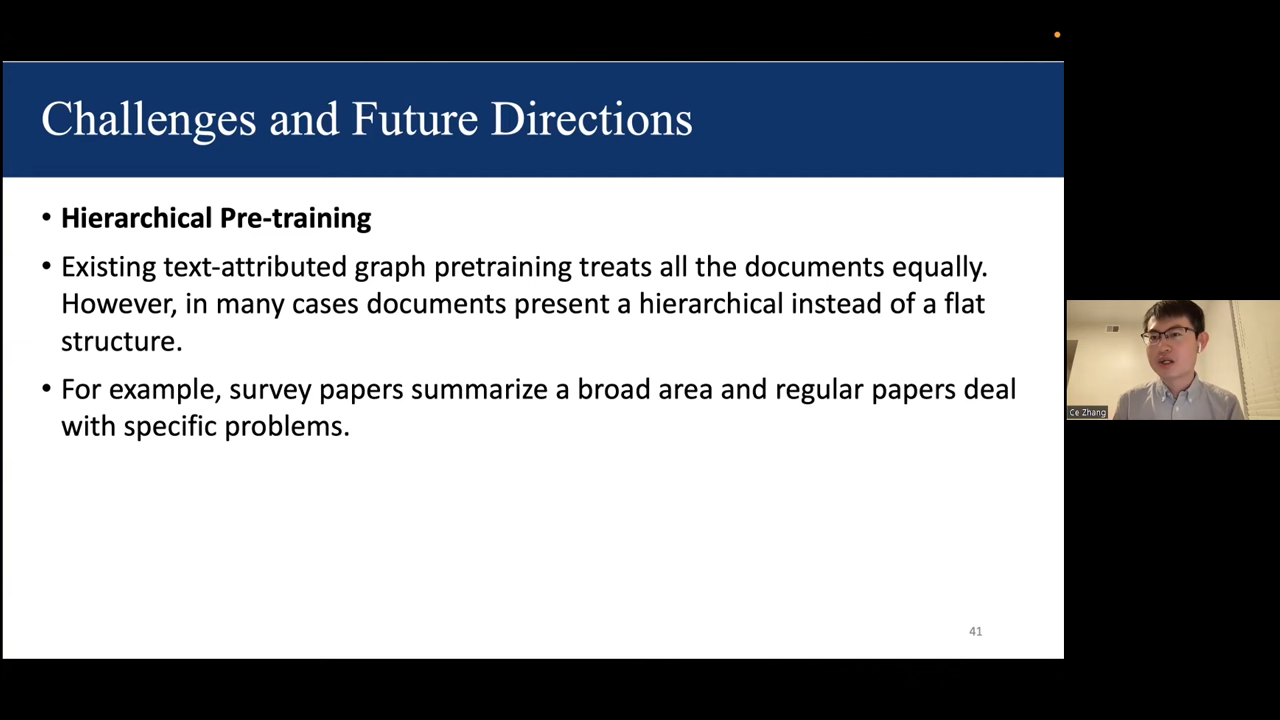 Challenges and Future Directions
• Hierarchical Pre-training
• Existing text-attributed graph pretraining treats all the documents equally.
However, in many cases documents present a hierarchical instead of a flat
structure.
• For example, survey papers summarize a broad area and regular papers deal
with specific problems.
41
Ce Zhang